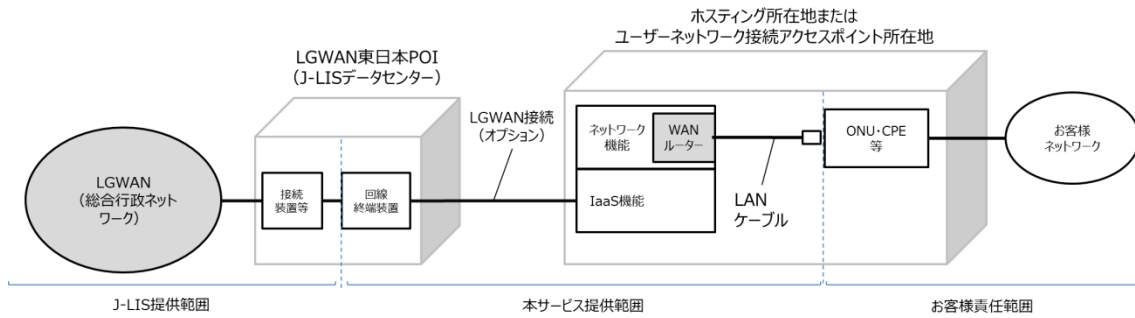 ホスティング所在地または
ユーザーネットワーク接続アクセスポイント所在地
LGWAN東日本POI
（J-LISデータセンター）
LGWAN接続
（オプション）
ネットワーク
機能
WAN
ルーター
ONU・CPE
等
お客様
ネットワーク
LGWAN
（総合行政ネット
ワーク）
接続
装置等
回線
終端装置
IaaS機能
LAN
ケーブル
J-LIS提供範囲
本サービス提供範囲
お客様責任範囲